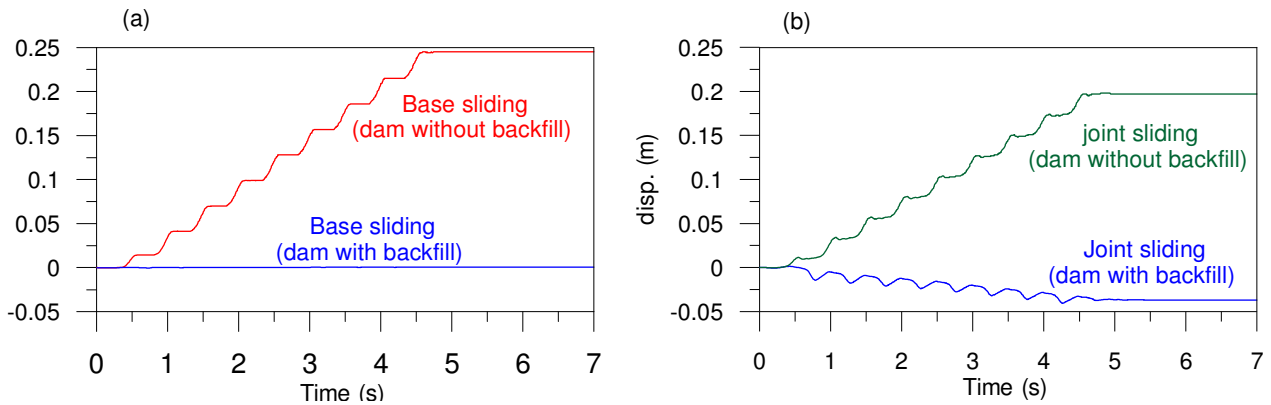 (a)
0.25
0.2
0.15
0.1
0.05
0
-0.05
Base sliding
(dam without backfill)
Base sliding
(dam with backfill)
0 1 2 3 4 5 6 7
Time (s)
(b)
disp. (m)
0.25
0.2
0.15
0.1
0.05
0
-0.05
joint sliding
(dam without backfill)
Joint sliding
(dam with backfill)
0 1 2 3 4 5 6 7
Time (s)